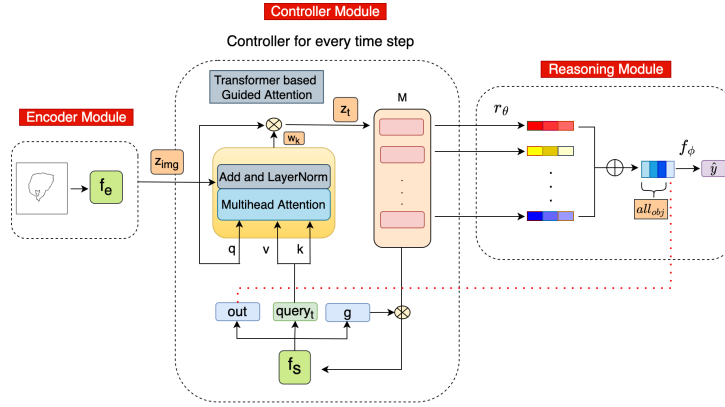 Controller Module
Controller for every time step
Reasoning Module
Encoder Module
Transformer based
Guided Attention
M
z_t
r_θ
z_img
w_k
f_e
Add and LayerNorm
Multihead Attention
f_ϕ
ŷ
all_obj
q
v
k
out
query_t
g
f_s